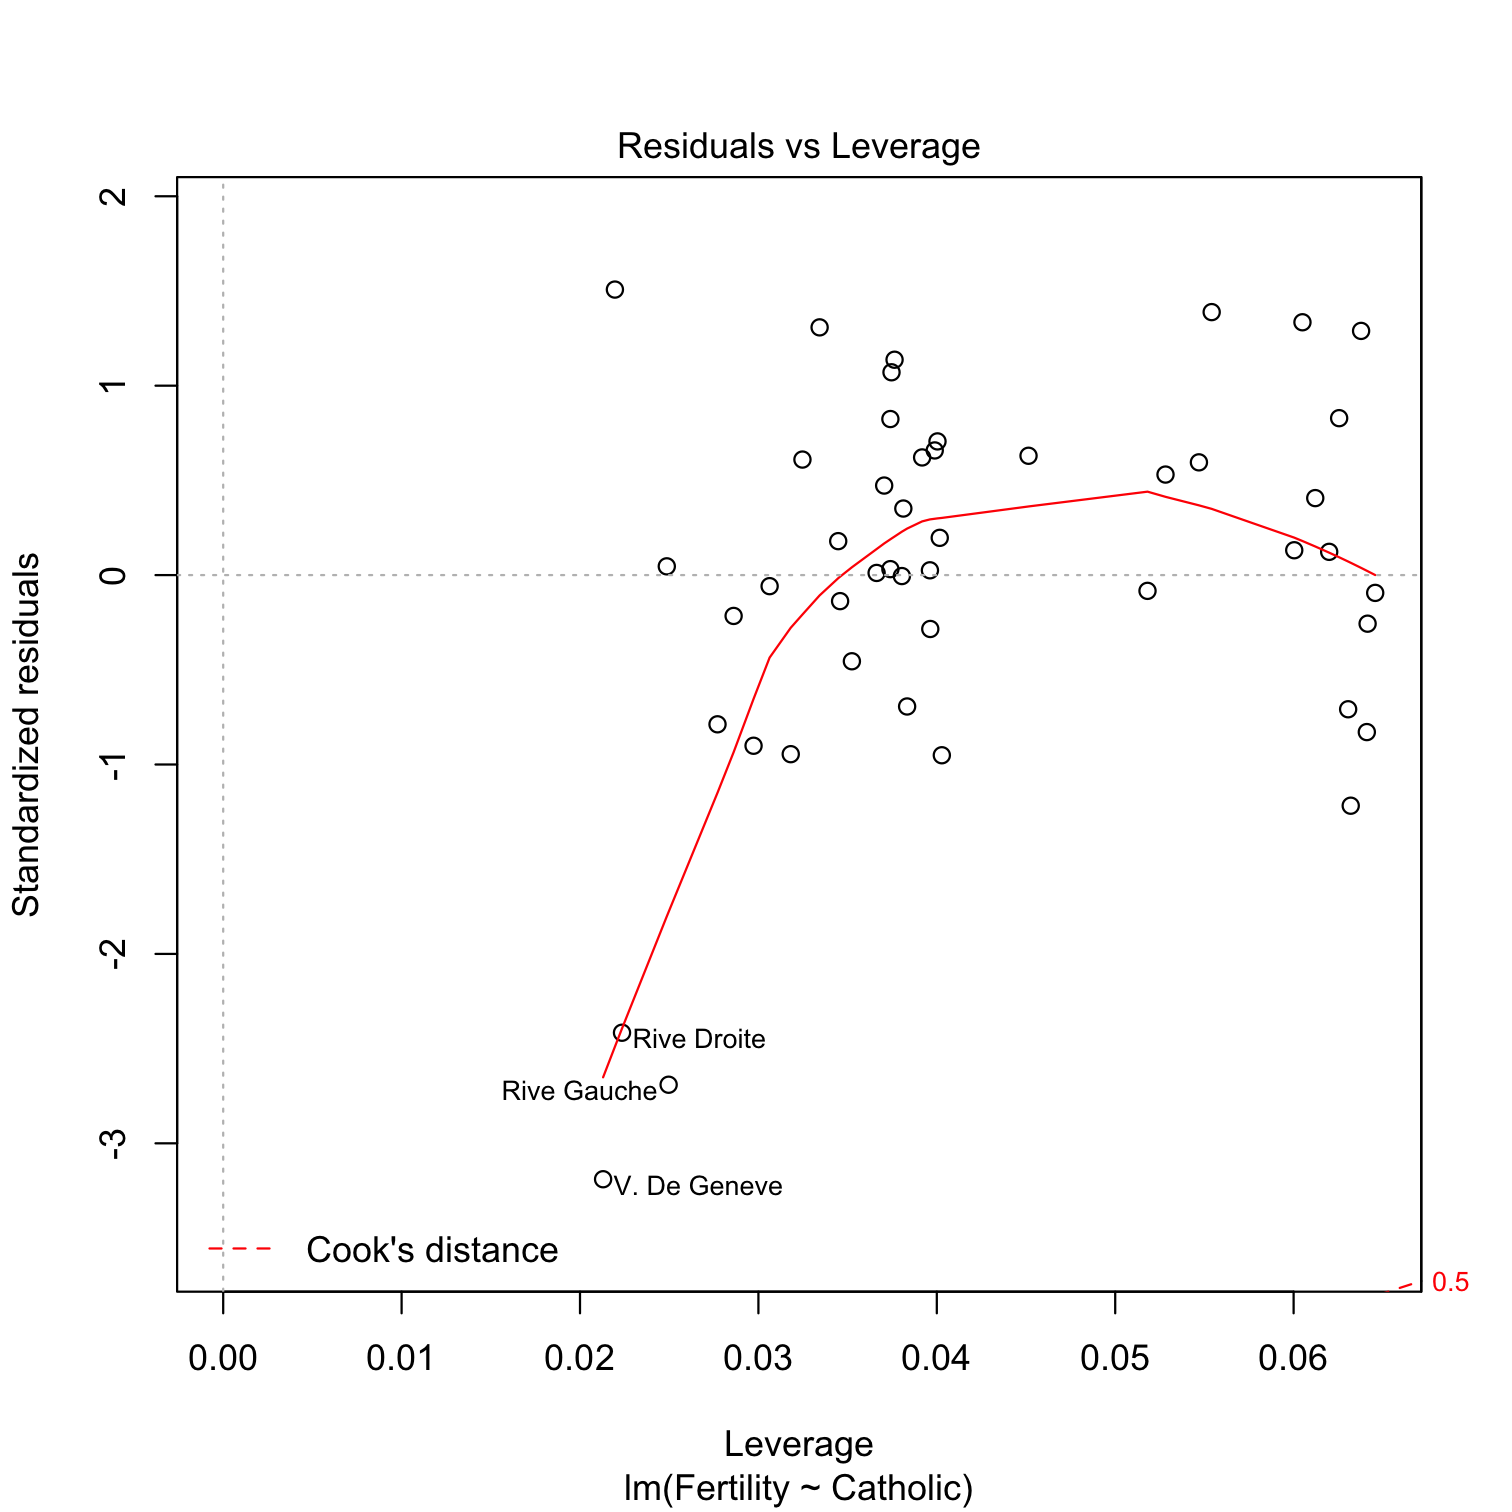 Residuals vs Leverage
2
1
0
-1
-2
-3
Standardized residuals
Rive Droite
Rive Gauche
V. De Geneve
Cook's distance
0.5
0.00 0.01 0.02 0.03 0.04 0.05 0.06
Leverage
lm(Fertility ~ Catholic)